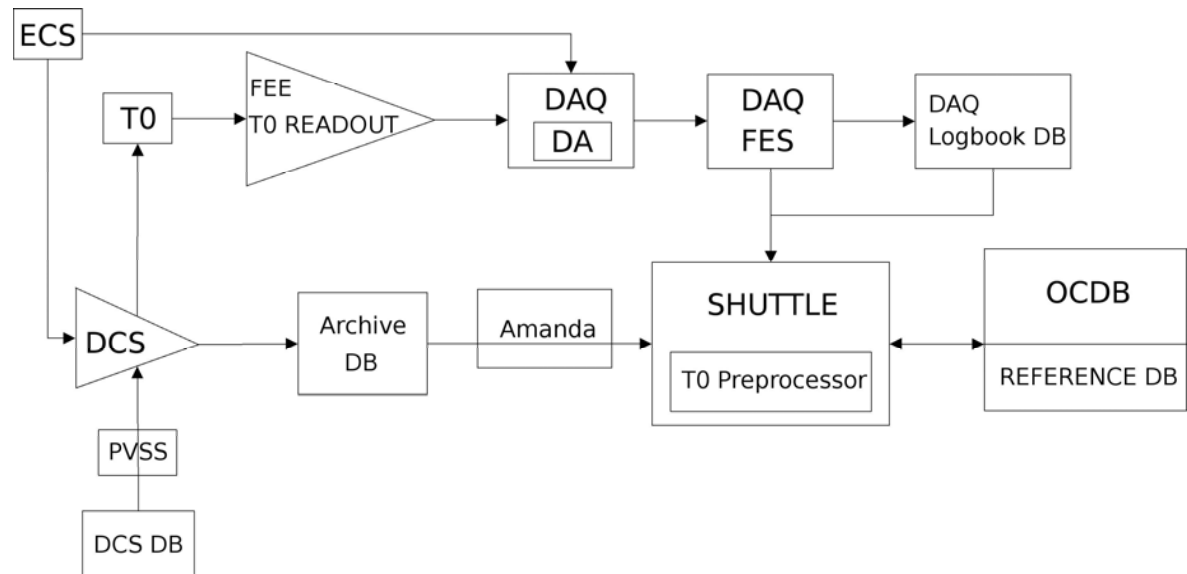 ECS
FEE
T0 READOUT
T0
DAQ
DA
DAQ
FES
DAQ
Logbook DB
DCS
Archive
DB
Amanda
SHUTTLE
T0 Preprocessor
OCDB
REFERENCE DB
PVSS
DCS DB